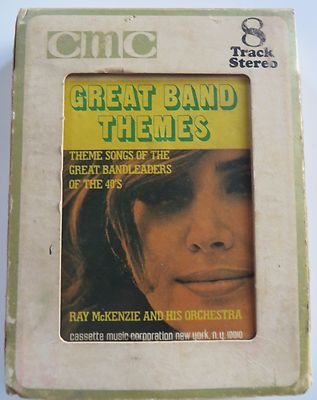 cmc
8
Track
Stereo
GREAT BAND
THEMES
THEME SONGS OF THE
GREAT BANDLEADERS
OF THE 40'S
RAY McKENZIE AND HIS ORCHESTRA
cassette music corporation new york, n.y. 10010